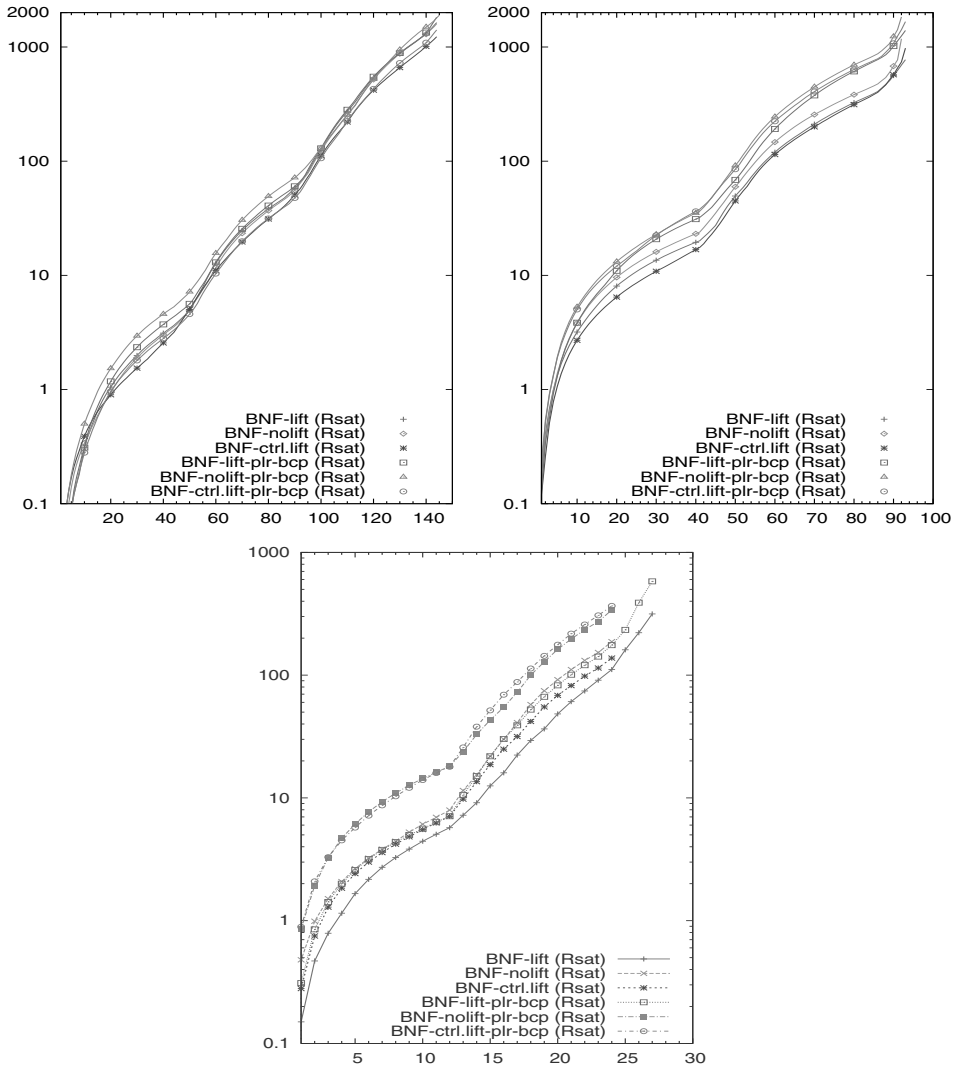 2000
1000
100
10
1
0.1
BNF-lift (Rsat)
BNF-nolift (Rsat)
BNF-ctrl.lift (Rsat)
BNF-lift-plr-bcp (Rsat)
BNF-nolift-plr-bcp (Rsat)
BNF-ctrl.lift-plr-bcp (Rsat)
20 40 60 80 100 120 140
2000
1000
100
10
1
0.1
BNF-lift (Rsat)
BNF-nolift (Rsat)
BNF-ctrl.lift (Rsat)
BNF-lift-plr-bcp (Rsat)
BNF-nolift-plr-bcp (Rsat)
BNF-ctrl.lift-plr-bcp (Rsat)
10 20 30 40 50 60 70 80 90 100
1000
100
10
1
0.1
BNF-lift (Rsat)
BNF-nolift (Rsat)
BNF-ctrl.lift (Rsat)
BNF-lift-plr-bcp (Rsat)
BNF-nolift-plr-bcp (Rsat)
BNF-ctrl.lift-plr-bcp (Rsat)
5 10 15 20 25 30